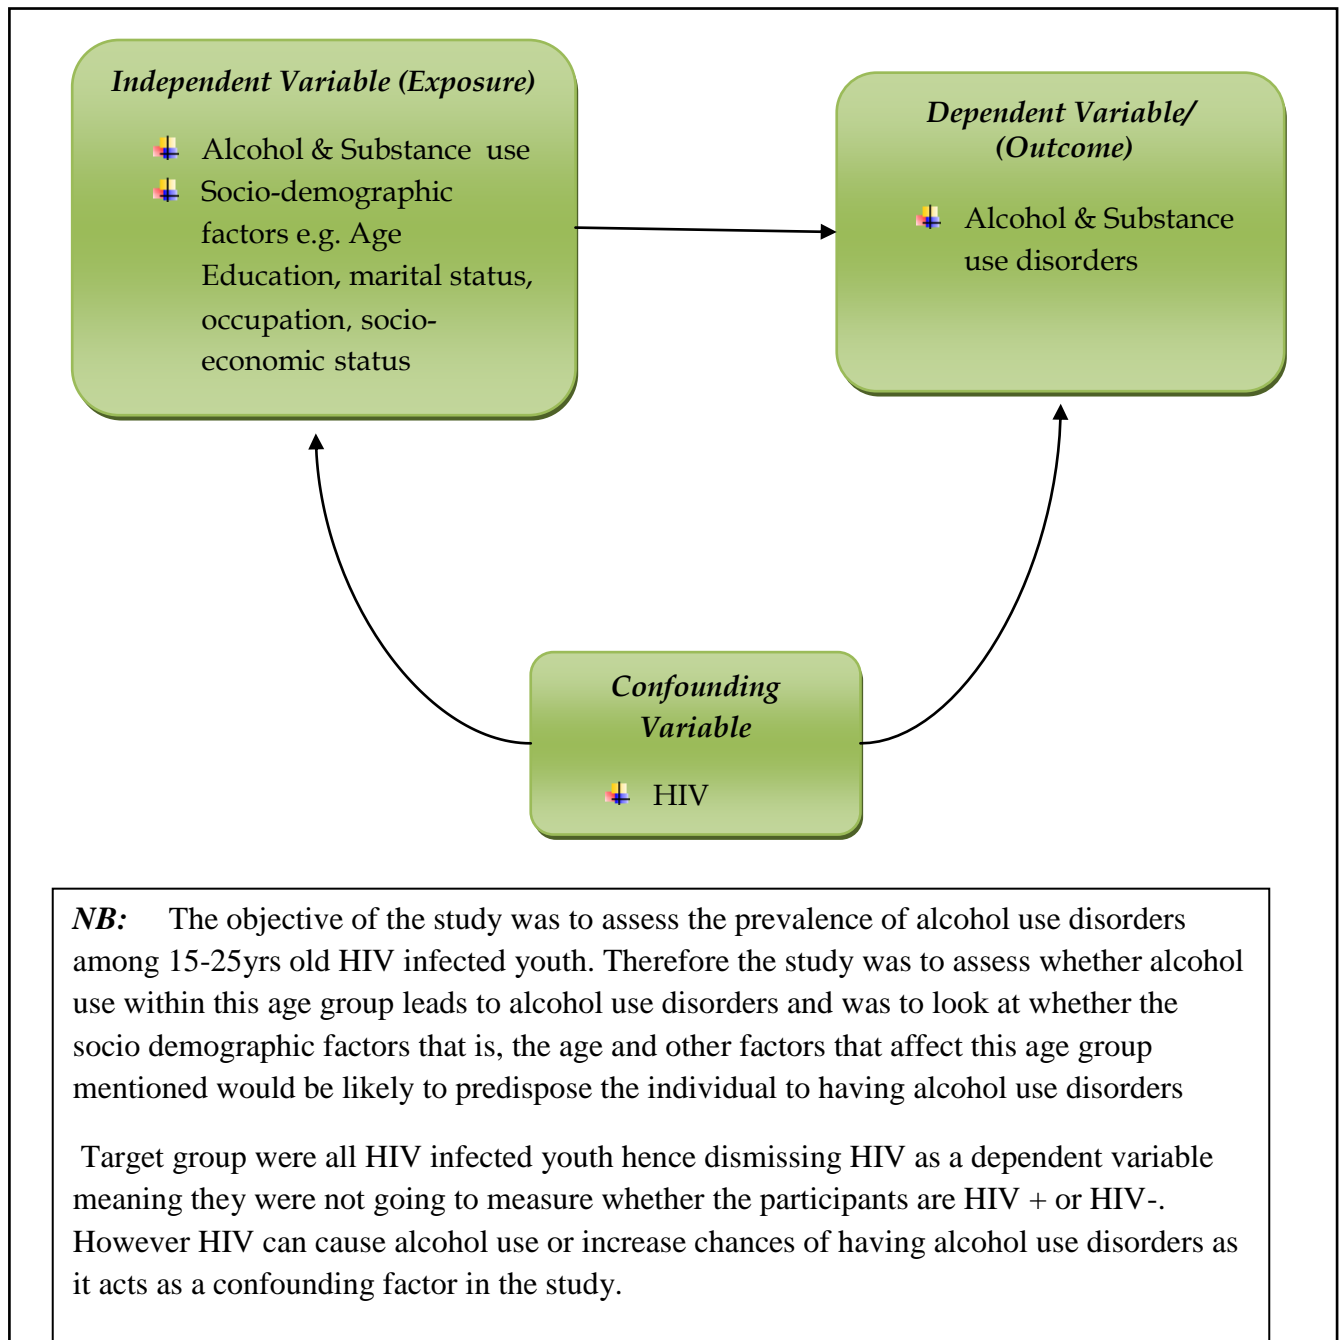 Independent Variable (Exposure)
Alcohol & Substance use
Socio-demographic
factors e.g. Age
Education, marital status,
occupation, socio-
economic status
Dependent Variable/
(Outcome)
Alcohol & Substance
use disorders
Confounding
Variable
HIV
NB: The objective of the study was to assess the prevalence of alcohol use disorders
among 15-25yrs old HIV infected youth. Therefore the study was to assess whether alcohol
use within this age group leads to alcohol use disorders and was to look at whether the
socio demographic factors that is, the age and other factors that affect this age group
mentioned would be likely to predispose the individual to having alcohol use disorders
Target group were all HIV infected youth hence dismissing HIV as a dependent variable
meaning they were not going to measure whether the participants are HIV + or HIV-.
However HIV can cause alcohol use or increase chances of having alcohol use disorders as
it acts as a confounding factor in the study.